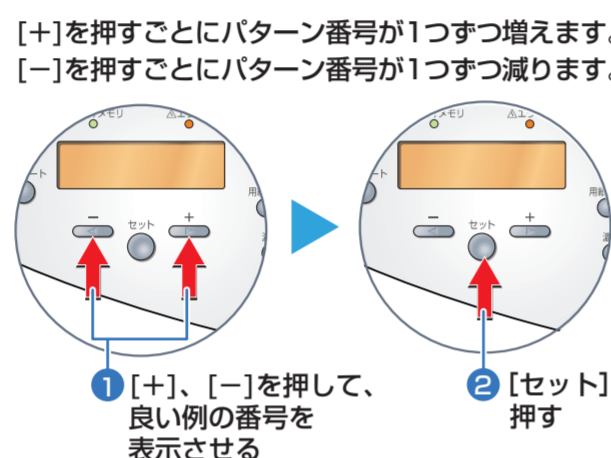 [+]を押すごとにパターン番号が1つずつ増えます。
[−]を押すごとにパターン番号が1つずつ減ります。
メモリ
エラ
ート
用紙
−
セット
+
メモリ
エラ
ート
用紙
−
セット
+
1 [+]、[−]を押して、
良い例の番号を
表示させる
2 [セット]
押す